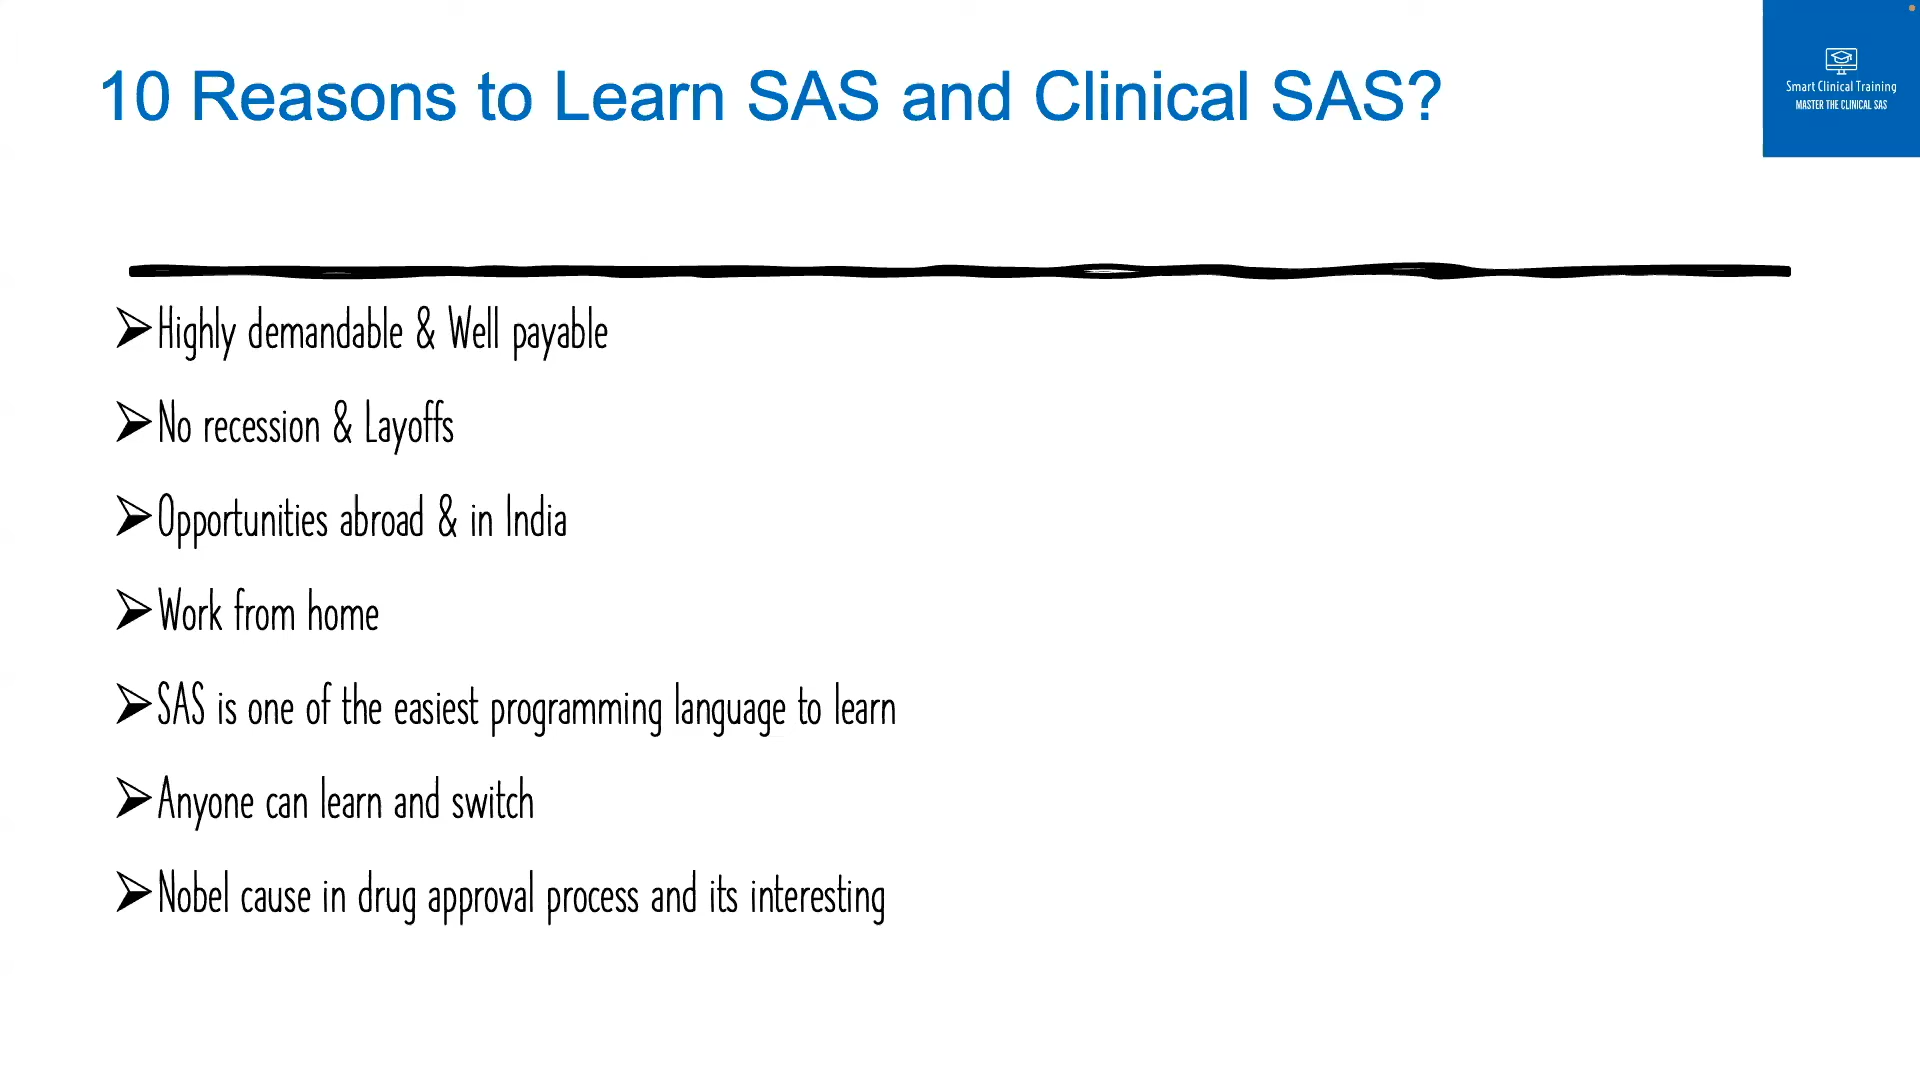 10 Reasons to Learn SAS and Clinical SAS?
Smart Clinical Training
MASTER THE CLINICAL SAS
Highly demandable & Well payable
No recession & Layoffs
Opportunities abroad & in India
Work from home
SAS is one of the easiest programming language to learn
Anyone can learn and switch
Nobel cause in drug approval process and its interesting